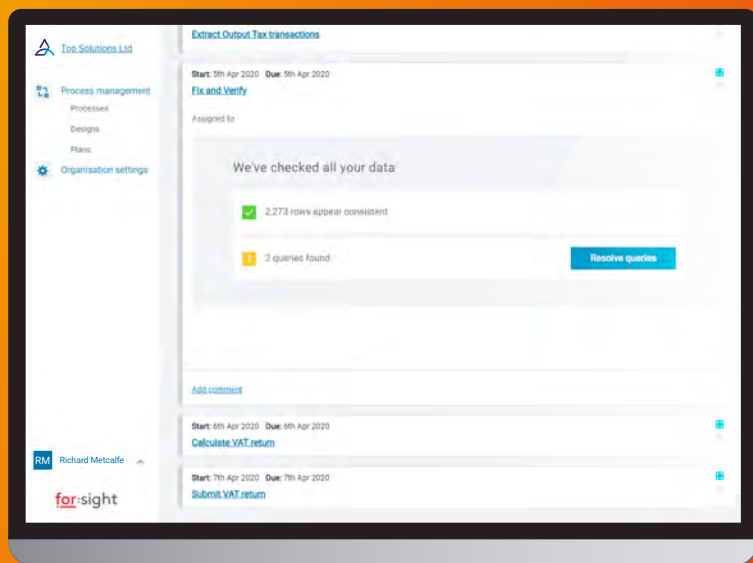 Top Solutions Ltd
Process management
Processes
Designs
Plans
Organisation settings
RM Richard Metcalfe
for:sight
Extract Output Tax transactions
Start: 5th Apr 2020 Due: 5th Apr 2020
Fix and Verify
Assigned to
We've checked all your data
2,273 rows appear consistent
2 queries found
Resolve queries
Add comment
Start: 6th Apr 2020 Due: 6th Apr 2020
Calculate VAT return
Start: 7th Apr 2020 Due: 7th Apr 2020
Submit VAT return